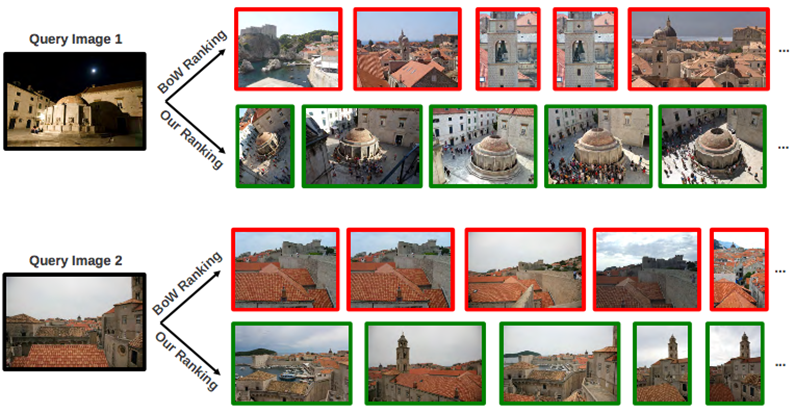 Query Image 1
BoW Ranking
...
Our Ranking
...
Query Image 2
BoW Ranking
...
Our Ranking
...